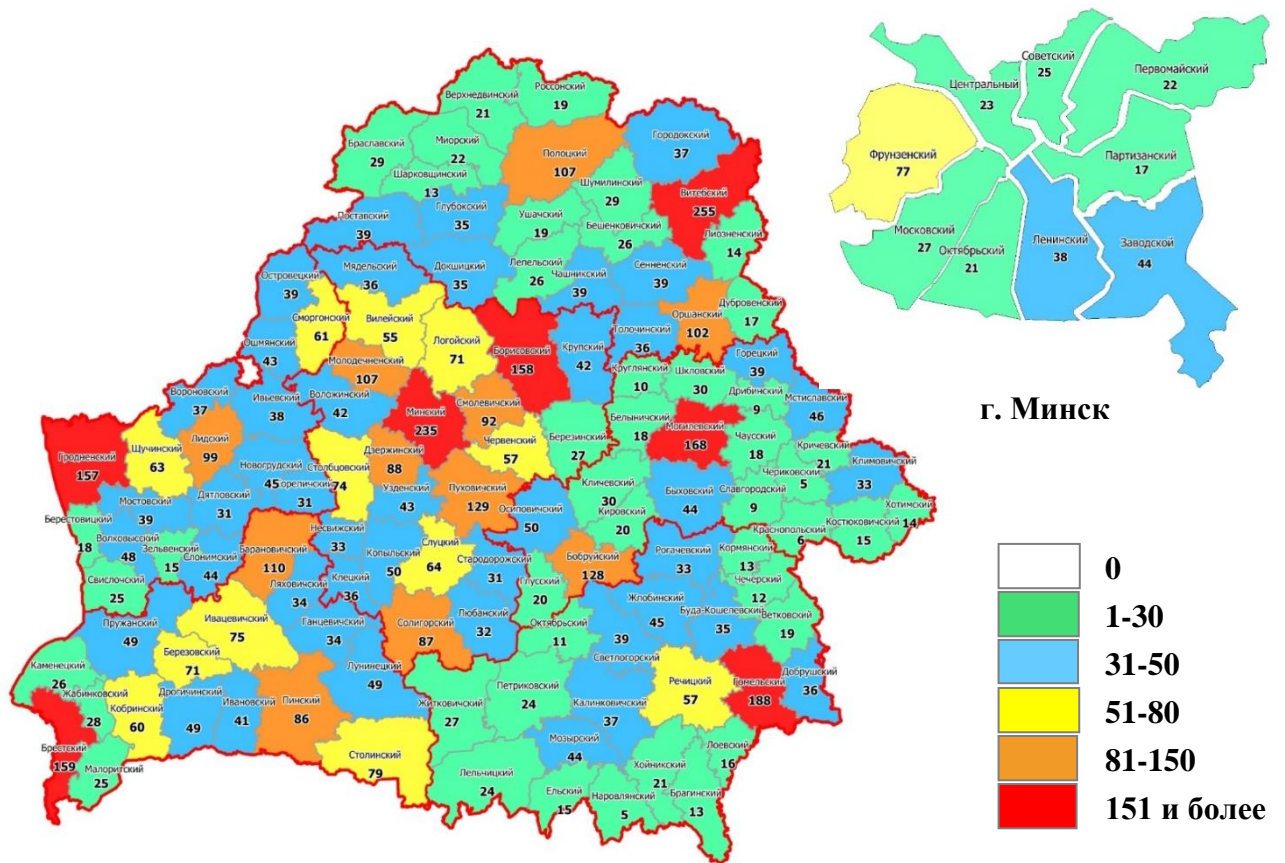 Россонский
19
Верхнедвинский
21
Браславский
29
Миорский
22
Шарковщинский
13
Полоцкий
107
Городокский
37
Шумилинский
29
Витебский
255
Поставский
39
Глубокский
35
Ушачский
19
Бешенковичский
26
Лиозненский
14
Островецкий
39
Мядельский
36
Докшицкий
35
Лепельский
26
Чашникский
39
Сенненский
39
Сморгонский
61
Вилейский
55
Логойский
71
Борисовский
158
Крупский
42
Толочинский
36
Оршанский
102
Дубровенский
17
Ошмянский
43
Молодечненский
107
Горецкий
39
Круглянский
10
Шкловский
30
Дрибинский
9
Мстиславский
46
Вороновский
37
Ивьевский
38
Воложинский
42
Минский
235
Смолевичский
92
Червенский
57
Березинский
27
Белыничский
18
Могилевский
168
Чаусский
18
Кричевский
21
Климовичский
33
Гродненский
157
Щучинский
63
Лидский
99
Новогрудский
45
Кореличский
31
Столбцовский
74
Дзержинский
88
Узденский
43
Пуховичский
129
Осиповичский
50
Кличевский
30
Кировский
20
Быховский
44
Славгородский
9
Чериковский
5
Краснопольский
6
Костюковичский
15
Хотимский
14
Берестовицкий
18
Мостовский
39
Дятловский
31
Волковысский
48
Зельвенский
15
Слонимский
44
Свислочский
25
Барановичский
110
Несвижский
33
Клецкий
36
Копыльский
50
Слуцкий
64
Стародорожский
31
Любанский
32
Солигорский
87
Глусский
20
Бобруйский
128
Рогачевский
33
Кормянский
13
Чечерский
12
Жлобинский
45
Буда-Кошелевский
35
Ветковский
19
Октябрьский
11
Светлогорский
39
Пружанский
49
Ивацевичский
75
Ляховичский
34
Ганцевичский
34
Березовский
71
Каменецкий
26
Жабинковский
28
Кобринский
60
Дрогичинский
49
Ивановский
41
Пинский
86
Лунинецкий
49
Столинский
79
Брестский
159
Малоритский
25
Житковичский
27
Петриковский
24
Калинковичский
37
Речицкий
57
Гомельский
188
Добрушский
36
Мозырский
44
Лельчицкий
24
Ельский
15
Наровлянский
5
Хойникский
21
Брагинский
13
Лоевский
16
Советский
25
Первомайский
22
Центральный
23
Партизанский
17
Фрунзенский
77
Московский
27
Октябрьский
21
Ленинский
38
Заводской
44
г. Минск
0
1-30
31-50
51-80
81-150
151 и более